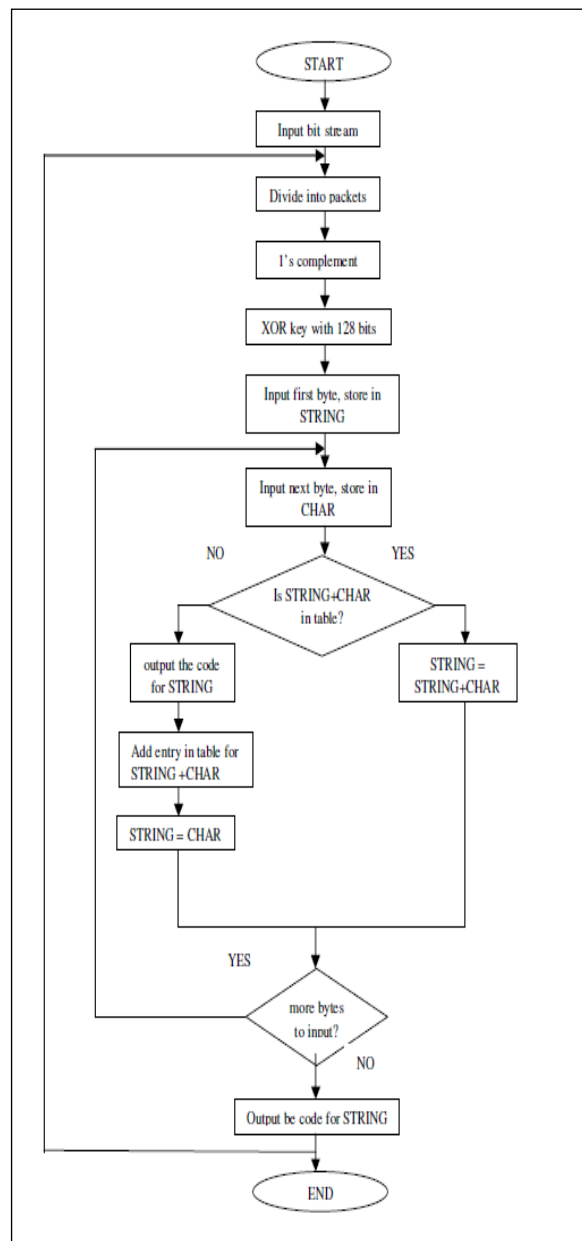 START
Input bit stream
Divide into packets
1's complement
XOR key with 128 bits
Input first byte, store in
STRING
Input next byte, store in
CHAR
NO
YES
Is STRING+CHAR
in table?
output the code
for STRING
STRING =
STRING+CHAR
Add entry in table for
STRING +CHAR
STRING = CHAR
YES
more bytes
to input?
NO
Output be code for STRING
END